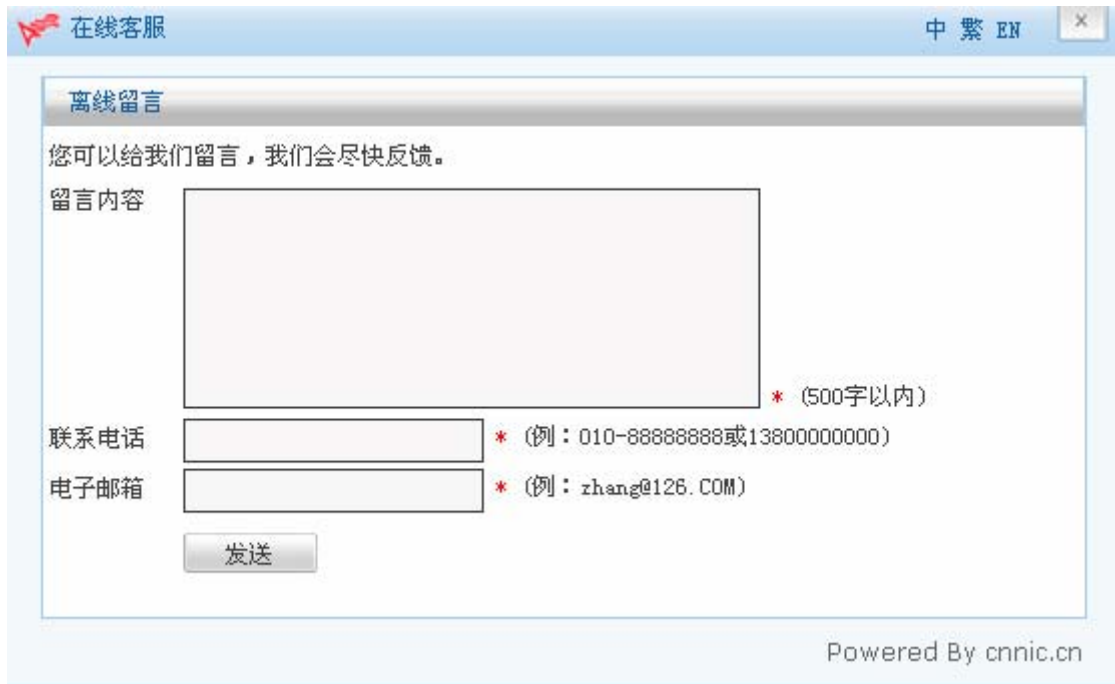 在线客服 中 繁 EN ×
离线留言
您可以给我们留言，我们会尽快反馈。
留言内容
* (500字以内)
联系电话 * (例：010-88888888或13800000000)
电子邮箱 * (例：zhang@126.COM)
发送
Powered By cnnic.cn